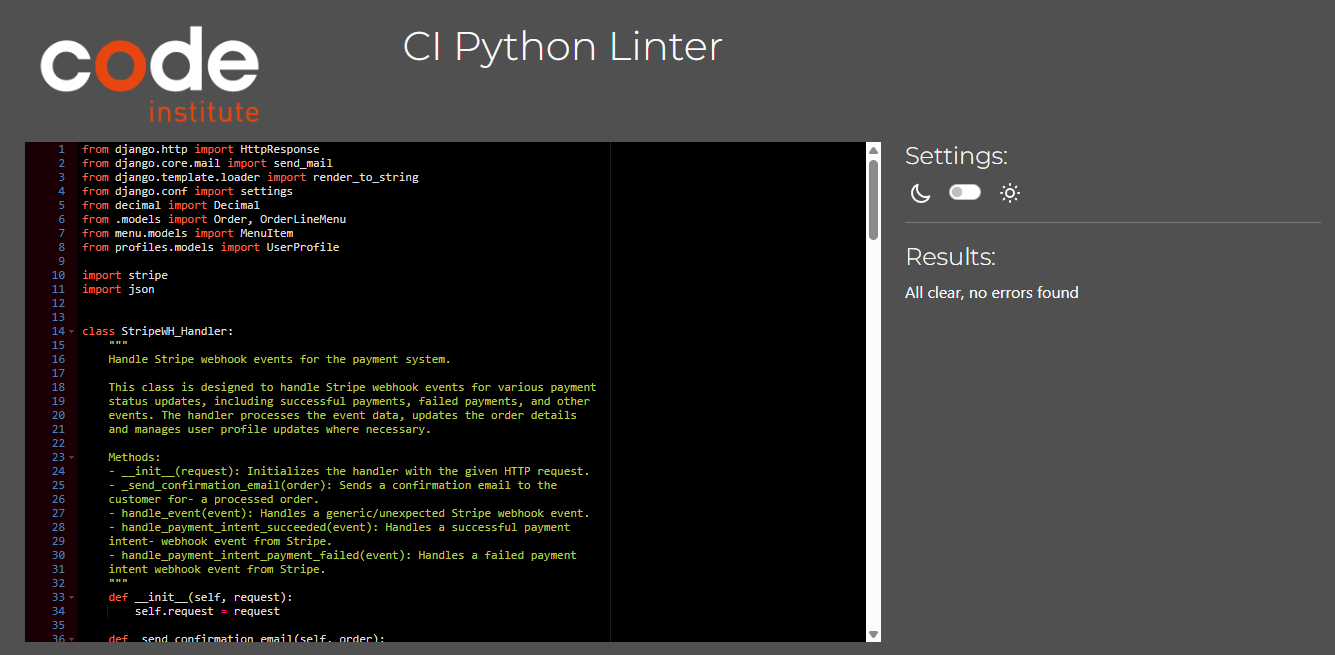 code
institute
CI Python Linter
1 from django.http import HttpResponse
2 from django.core.mail import send_mail
3 from django.template.loader import render_to_string
4 from django.conf import settings
5 from decimal import Decimal
6 from .models import Order, OrderLineMenu
7 from menu.models import MenuItem
8 from profiles.models import UserProfile
9
10 import stripe
11 import json
12
13
14 class StripeWH_Handler:
15 """
16 Handle Stripe webhook events for the payment system.
17
18 This class is designed to handle Stripe webhook events for various payment
19 status updates, including successful payments, failed payments, and other
20 events. The handler processes the event data, updates the order details
21 and manages user profile updates where necessary.
22
23 Methods:
24 - __init__(request): Initializes the handler with the given HTTP request.
25 - _send_confirmation_email(order): Sends a confirmation email to the
26 customer for- a processed order.
27 - handle_event(event): Handles a generic/unexpected Stripe webhook event.
28 - handle_payment_intent_succeeded(event): Handles a successful payment
29 intent- webhook event from Stripe.
30 - handle_payment_intent_payment_failed(event): Handles a failed payment
31 intent webhook event from Stripe.
32 """
33 def __init__(self, request):
34 self.request = request
35
36 def _send_confirmation_email(self, order):
Settings:
Results:
All clear, no errors found